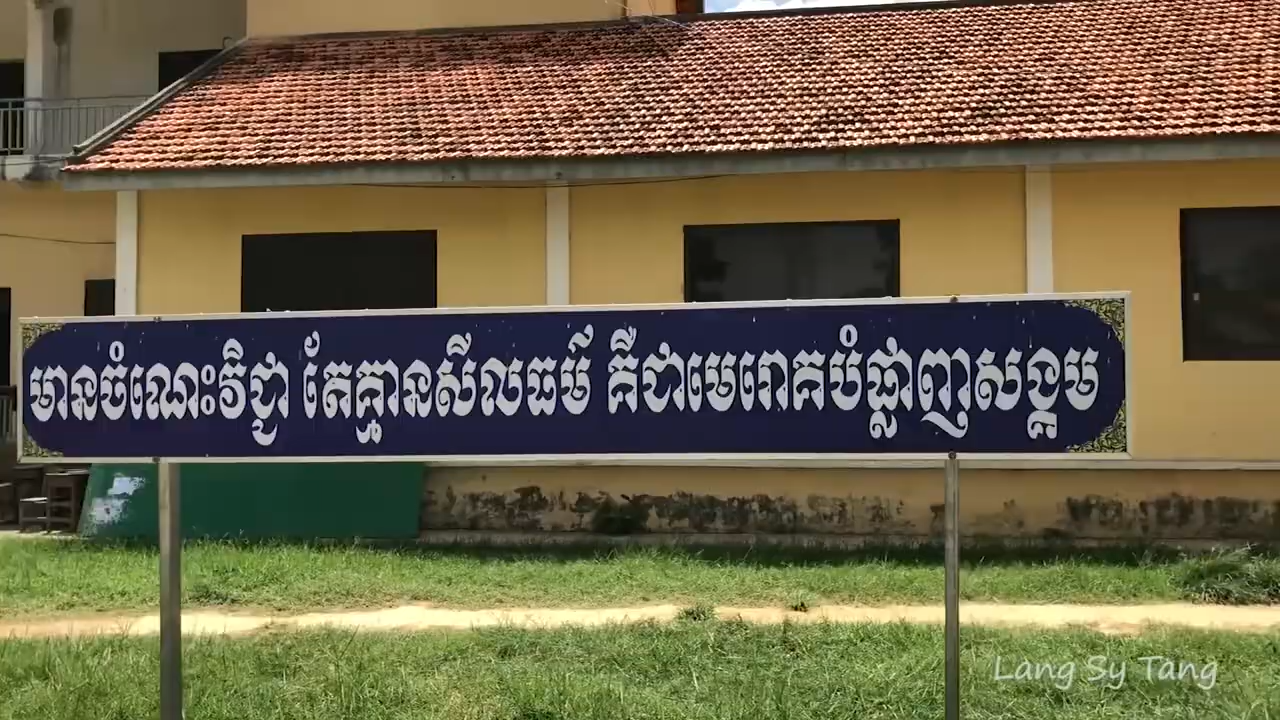 មានចំណេះវិជ្ជា តែគ្មានសីលធម៌ គឺជាមេរោគបំផ្លាញសង្គម
Lang Sy Tang